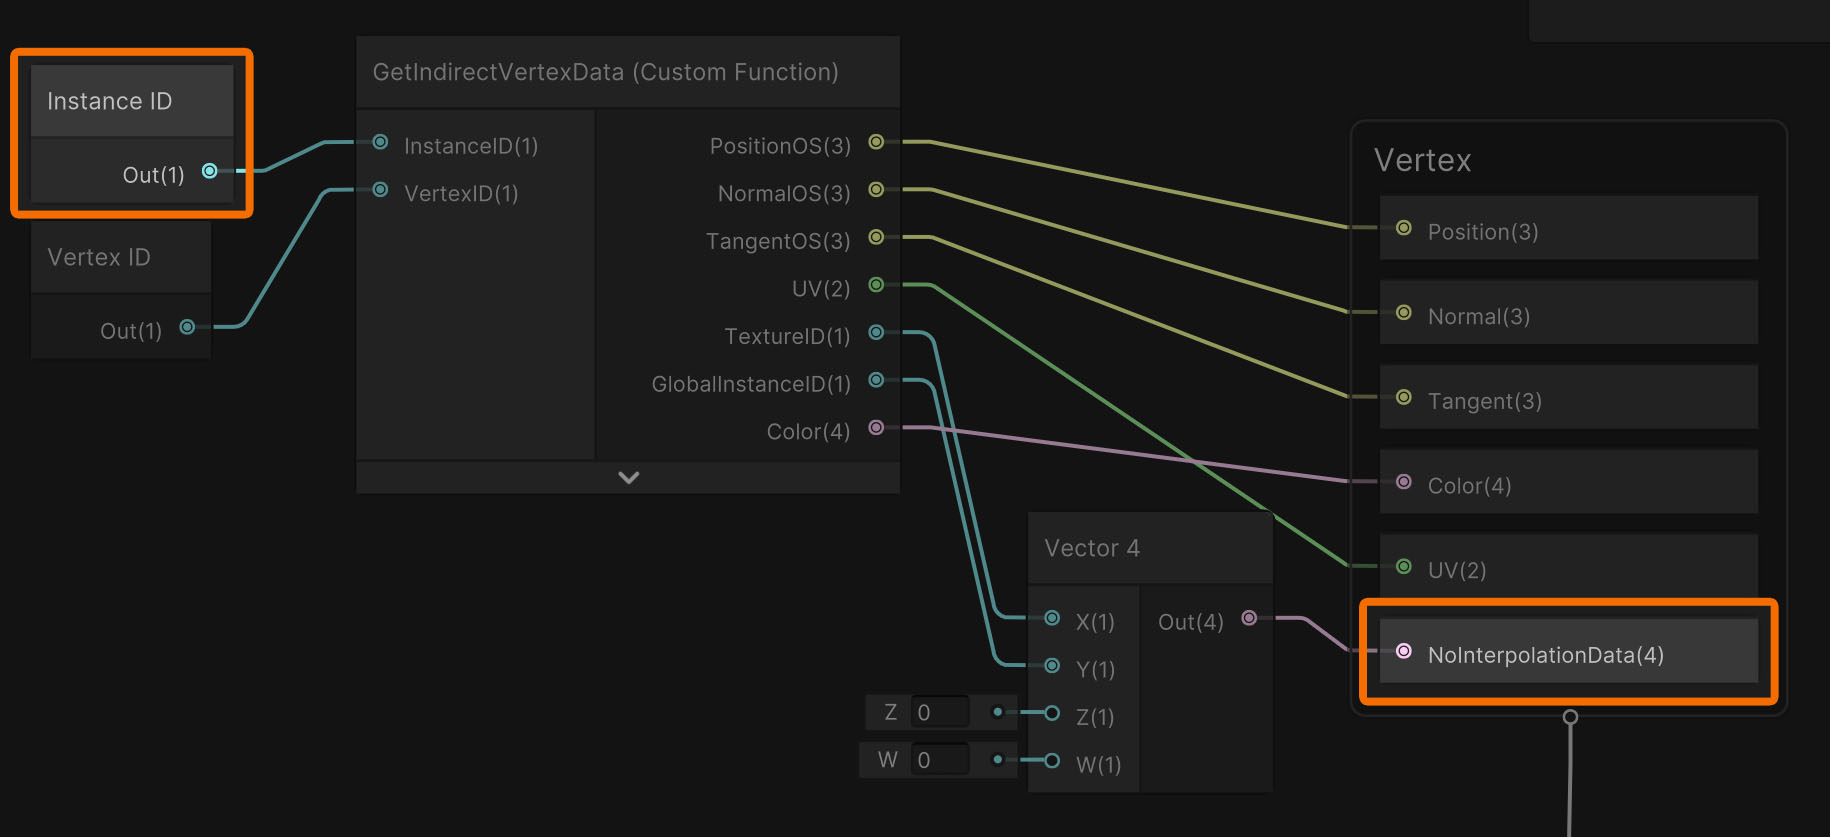 Instance ID
Out(1)
Vertex ID
Out(1)
GetIndirectVertexData (Custom Function)
InstanceID(1)
VertexID(1)
PositionOS(3)
NormalOS(3)
TangentOS(3)
UV(2)
TextureID(1)
GlobalInstanceID(1)
Color(4)
Vector 4
X(1)
Y(1)
Z(1)
W(1)
Out(4)
Z 0
W 0
Vertex
Position(3)
Normal(3)
Tangent(3)
Color(4)
UV(2)
NoInterpolationData(4)